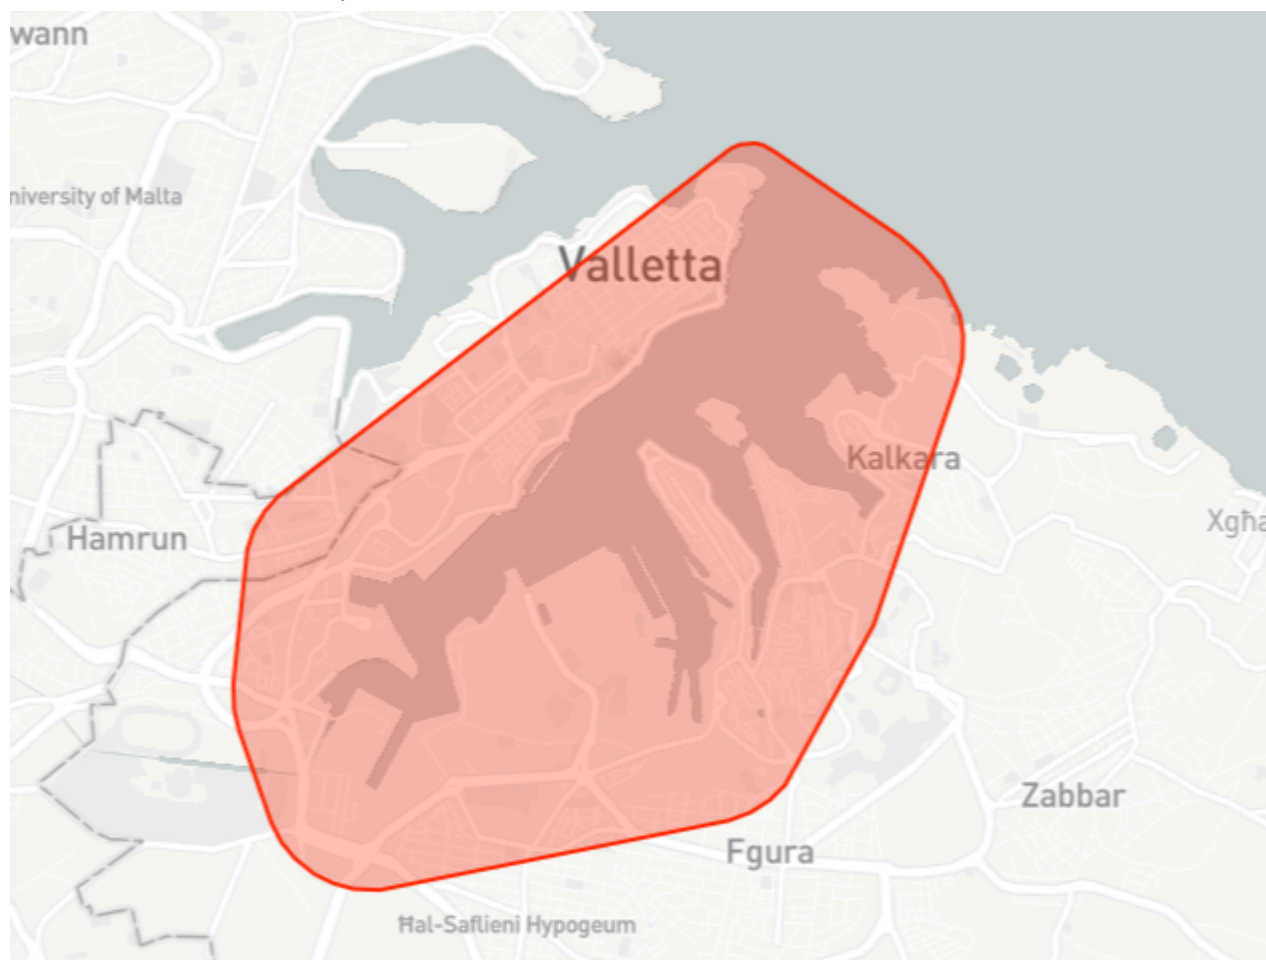 wann
niversity of Malta
Valletta
Kalkara
Xgħa
Hamrun
Zabbar
Fgura
Ħal-Saflieni Hypogeum